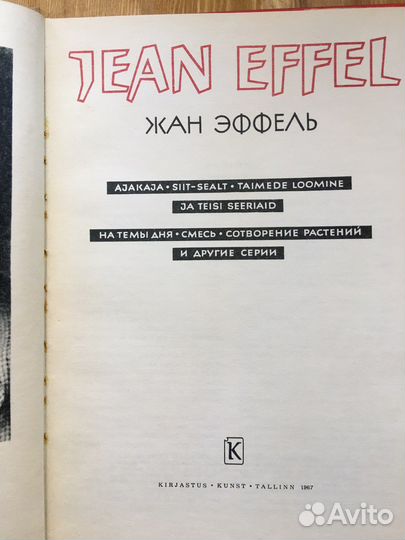 JEAN EFFEL
ЖАН ЭФФЕЛЬ
AJAKAJA • SIIT-SEALT • TAIMEDE LOOMINE
JA TEISI SEERIAID
НА ТЕМЫ ДНЯ • СМЕСЬ • СОТВОРЕНИЕ РАСТЕНИЙ
И ДРУГИЕ СЕРИИ
K
KIRJASTUS • KUNST • TALLINN 1967
Avito